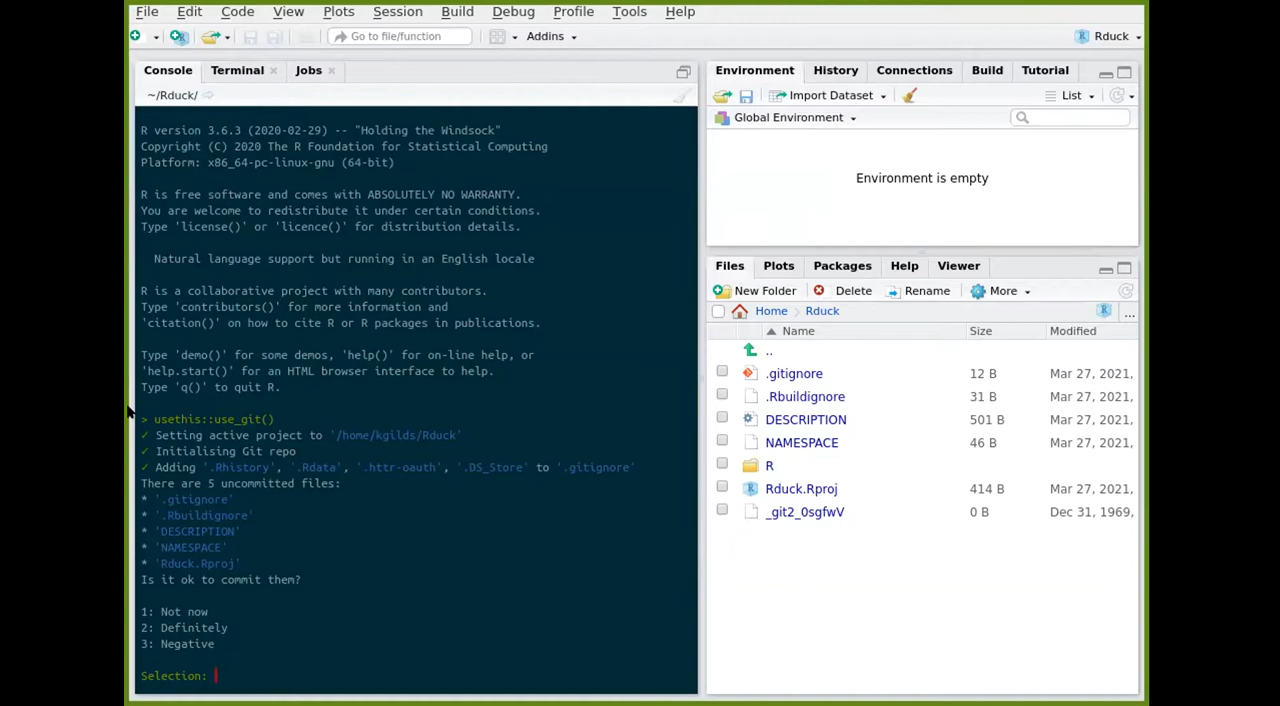 File Edit Code View Plots Session Build Debug Profile Tools Help
Go to file/function Addins Rduck
Console Terminal Jobs
~/Rduck/
R version 3.6.3 (2020-02-29) -- "Holding the Windsock"
Copyright (C) 2020 The R Foundation for Statistical Computing
Platform: x86_64-pc-linux-gnu (64-bit)
R is free software and comes with ABSOLUTELY NO WARRANTY.
You are welcome to redistribute it under certain conditions.
Type 'license()' or 'licence()' for distribution details.
Natural language support but running in an English locale
R is a collaborative project with many contributors.
Type 'contributors()' for more information and
'citation()' on how to cite R or R packages in publications.
Type 'demo()' for some demos, 'help()' for on-line help, or
'help.start()' for an HTML browser interface to help.
Type 'q()' to quit R.
> usethis::use_git()
✓ Setting active project to '/home/kgilds/Rduck'
✓ Initialising Git repo
✓ Adding '.Rhistory', '.Rdata', '.httr-oauth', '.DS_Store' to '.gitignore'
There are 5 uncommitted files:
* '.gitignore'
* '.Rbuildignore'
* 'DESCRIPTION'
* 'NAMESPACE'
* 'Rduck.Rproj'
Is it ok to commit them?
1: Not now
2: Definitely
3: Negative
Selection:
Environment History Connections Build Tutorial
Import Dataset List
Global Environment
Environment is empty
Files Plots Packages Help Viewer
New Folder Delete Rename More
Home Rduck ...
Name Size Modified
..
.gitignore 12 B Mar 27, 2021,
.Rbuildignore 31 B Mar 27, 2021,
DESCRIPTION 501 B Mar 27, 2021,
NAMESPACE 46 B Mar 27, 2021,
R
Rduck.Rproj 414 B Mar 27, 2021,
_git2_0sgfwV 0 B Dec 31, 1969,